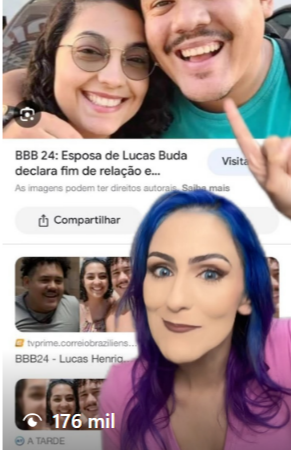 BBB 24: Esposa de Lucas Buda
declara fim de relação e...
Visita
As imagens podem ter direitos autorais. Saiba mais
Compartilhar
tvprime.correiobraziliens...
BBB24 - Lucas Henriq...
176 mil
A TARDE